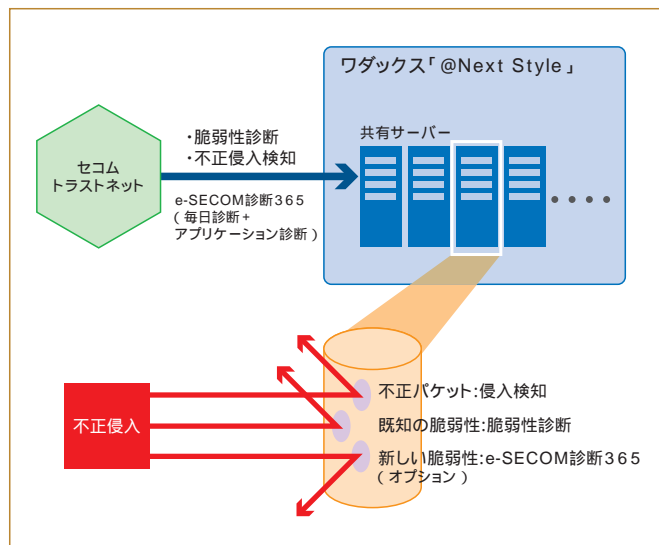 ワダックス「@Next Style」
共有サーバー
セコム
トラストネット
・脆弱性診断
・不正侵入検知
e-SECOM診断365
(毎日診断+
アプリケーション診断)
不正侵入
不正パケット:侵入検知
既知の脆弱性:脆弱性診断
新しい脆弱性:e-SECOM診断365
(オプション)